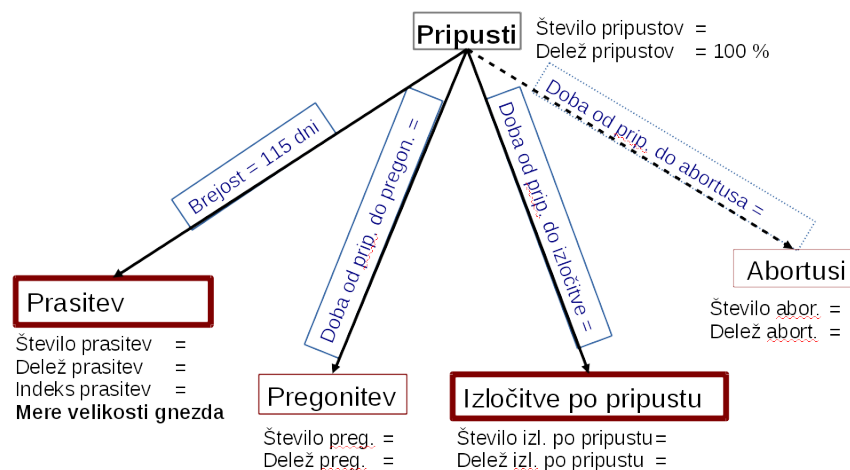 Pripusti
Število pripustov =
Delež pripustov = 100 %
Brejost = 115 dni
Doba od prip. do pregon. =
Doba od prip. do izločitve =
Doba od prip. do abortusa =
Prasitev
Število prasitev =
Delež prasitev =
Indeks prasitev =
Mere velikosti gnezda
Pregonitev
Število preg. =
Delež preg. =
Izločitve po pripustu
Število izl. po pripustu=
Delež izl. po pripustu =
Abortusi
Število abor. =
Delež abort. =